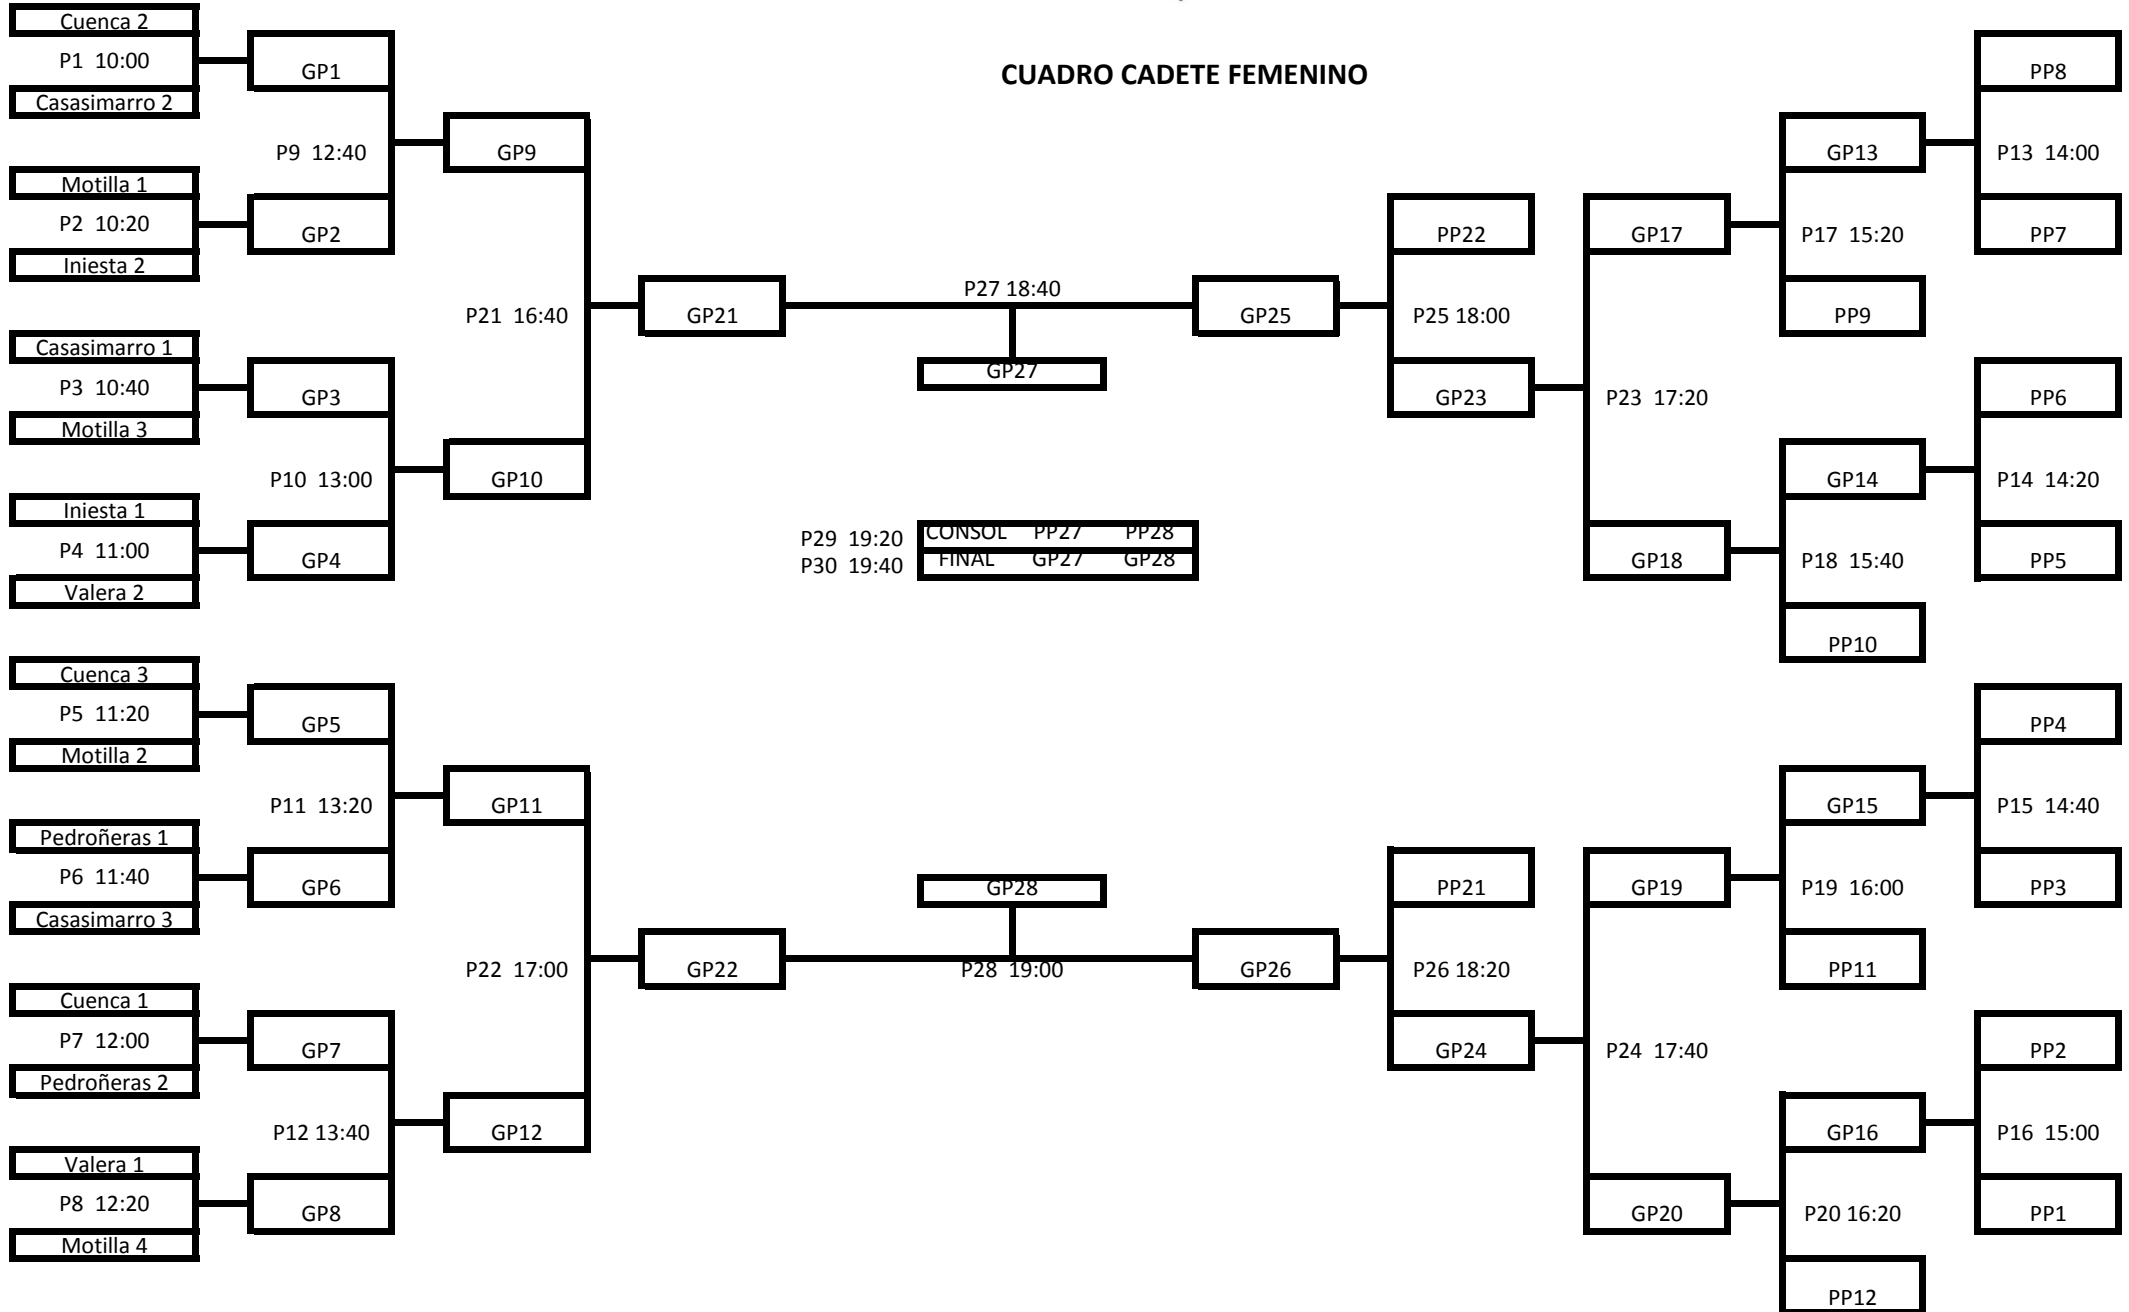 CUADRO CADETE FEMENINO
Cuenca 2
P1 10:00
Casasimarro 2
GP1
P9 12:40
Motilla 1
P2 10:20
Iniesta 2
GP2
GP9
P21 16:40
Casasimarro 1
P3 10:40
Motilla 3
GP3
P10 13:00
Iniesta 1
P4 11:00
Valera 2
GP4
GP10
GP21
Cuenca 3
P5 11:20
Motilla 2
GP5
P11 13:20
Pedroñeras 1
P6 11:40
Casasimarro 3
GP6
GP11
P22 17:00
Cuenca 1
P7 12:00
Pedroñeras 2
GP7
P12 13:40
Valera 1
P8 12:20
Motilla 4
GP8
GP12
GP22
P27 18:40
GP27
P29 19:20 CONSOL PP27 PP28
P30 19:40 FINAL GP27 GP28
GP28
P28 19:00
GP25
PP22
P25 18:00
GP23
GP17
P23 17:20
GP18
GP13
P17 15:20
PP9
GP14
P18 15:40
PP10
PP8
P13 14:00
PP7
PP6
P14 14:20
PP5
GP26
PP21
P26 18:20
GP24
GP19
P24 17:40
GP20
GP15
P19 16:00
PP11
GP16
P20 16:20
PP12
PP4
P15 14:40
PP3
PP2
P16 15:00
PP1